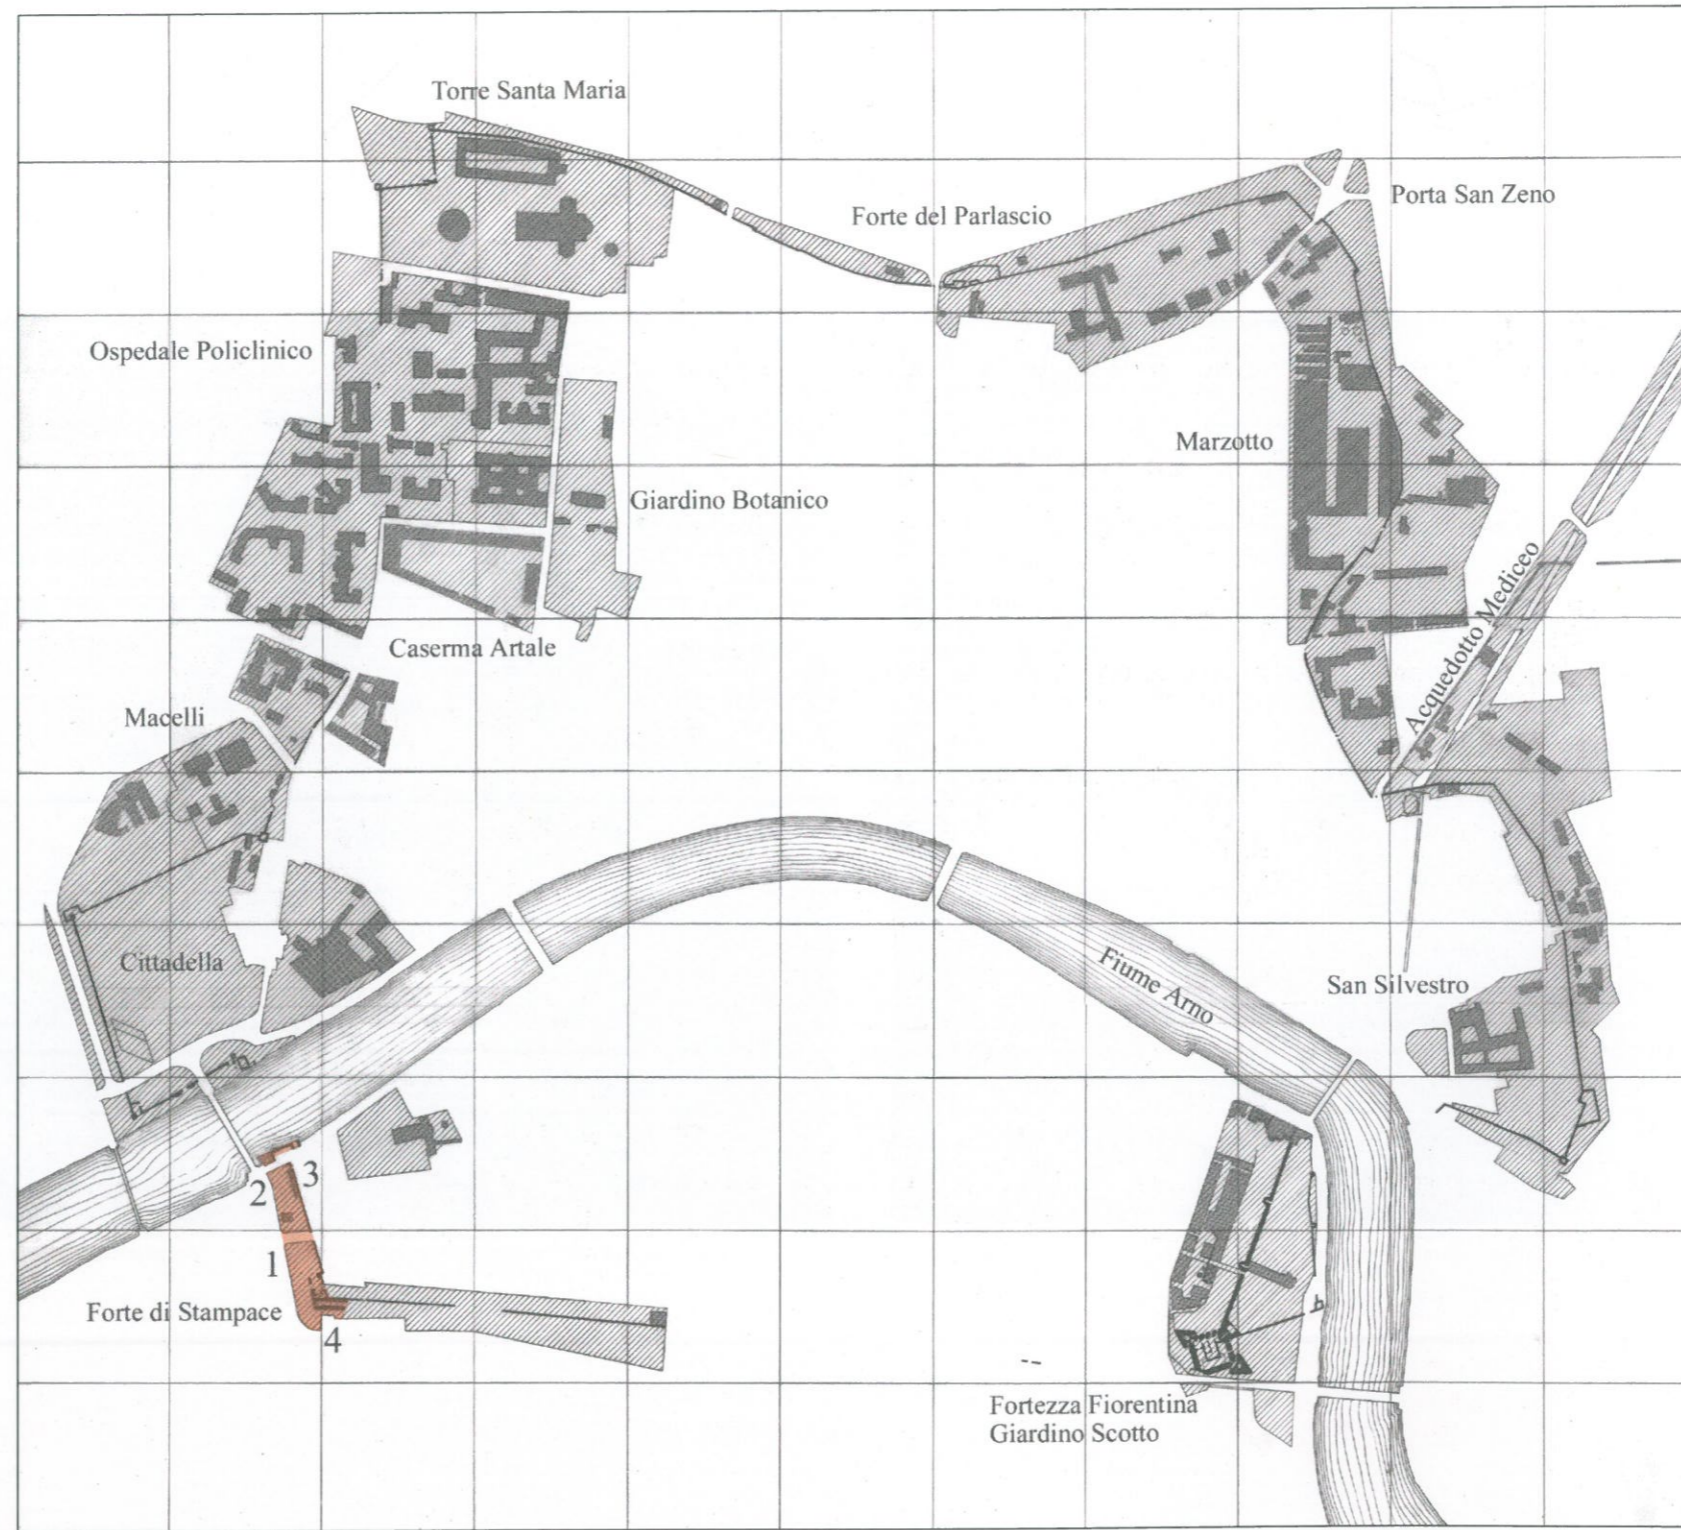 Torre Santa Maria
Porta San Zeno
Forte del Parlascio
Ospedale Policlinico
Marzotto
Giardino Botanico
Acquedotto Mediceo
Caserma Artale
Macelli
Cittadella
Fiume Arno
San Silvestro
3
2
1
Forte di Stampace
4
Fortezza Fiorentina
Giardino Scotto